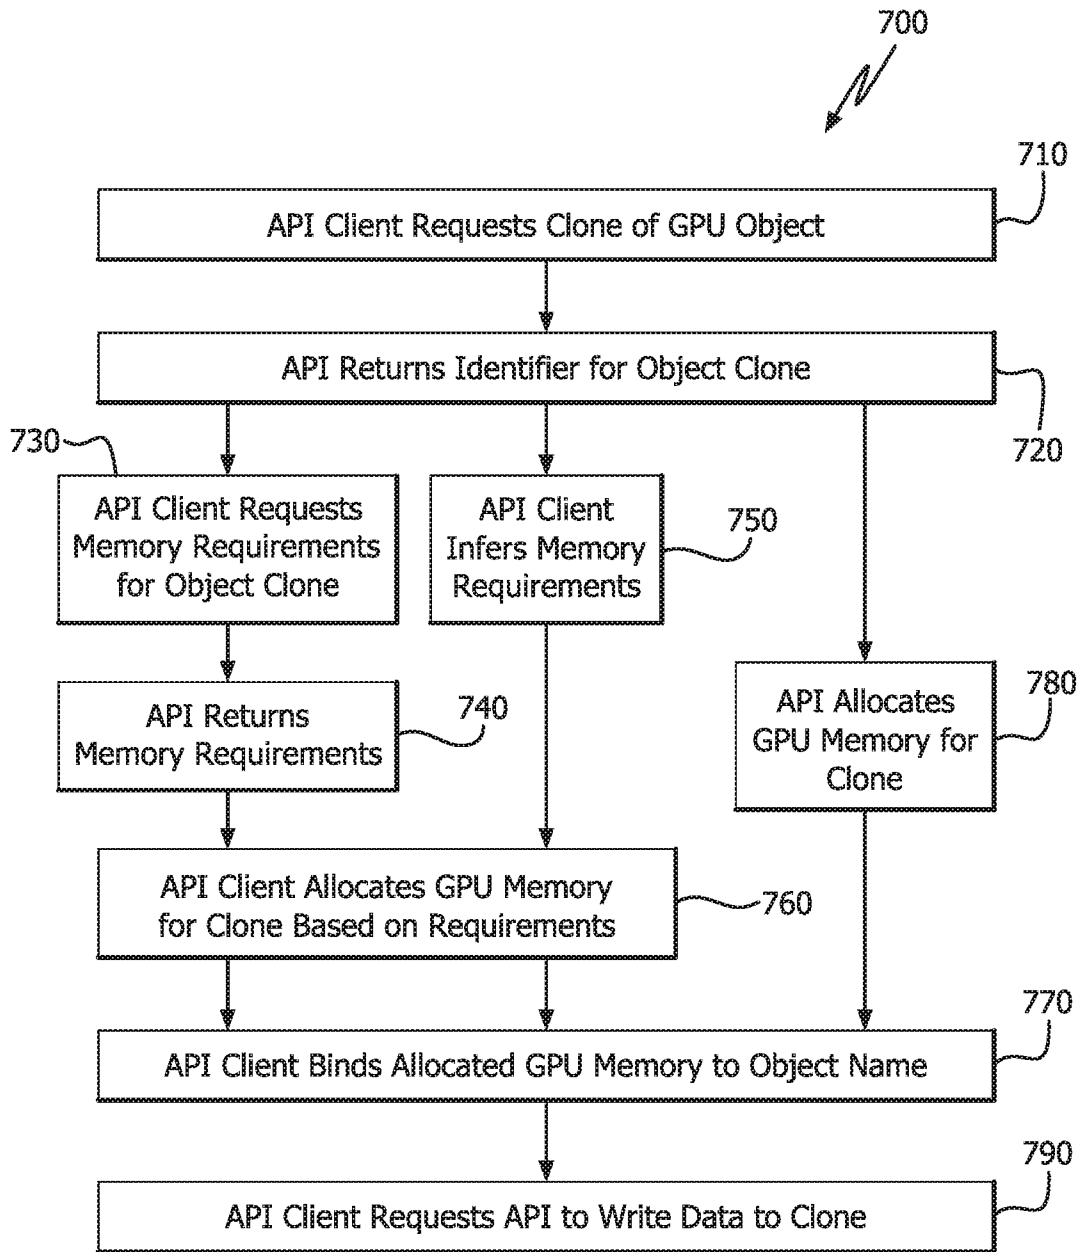 700
710
API Client Requests Clone of GPU Object
API Returns Identifier for Object Clone
720
730
API Client Requests
Memory Requirements
for Object Clone
API Client
Infers Memory
Requirements
750
API Returns
Memory Requirements
740
API Allocates
GPU Memory for
Clone
780
API Client Allocates GPU Memory
for Clone Based on Requirements
760
770
API Client Binds Allocated GPU Memory to Object Name
790
API Client Requests API to Write Data to Clone